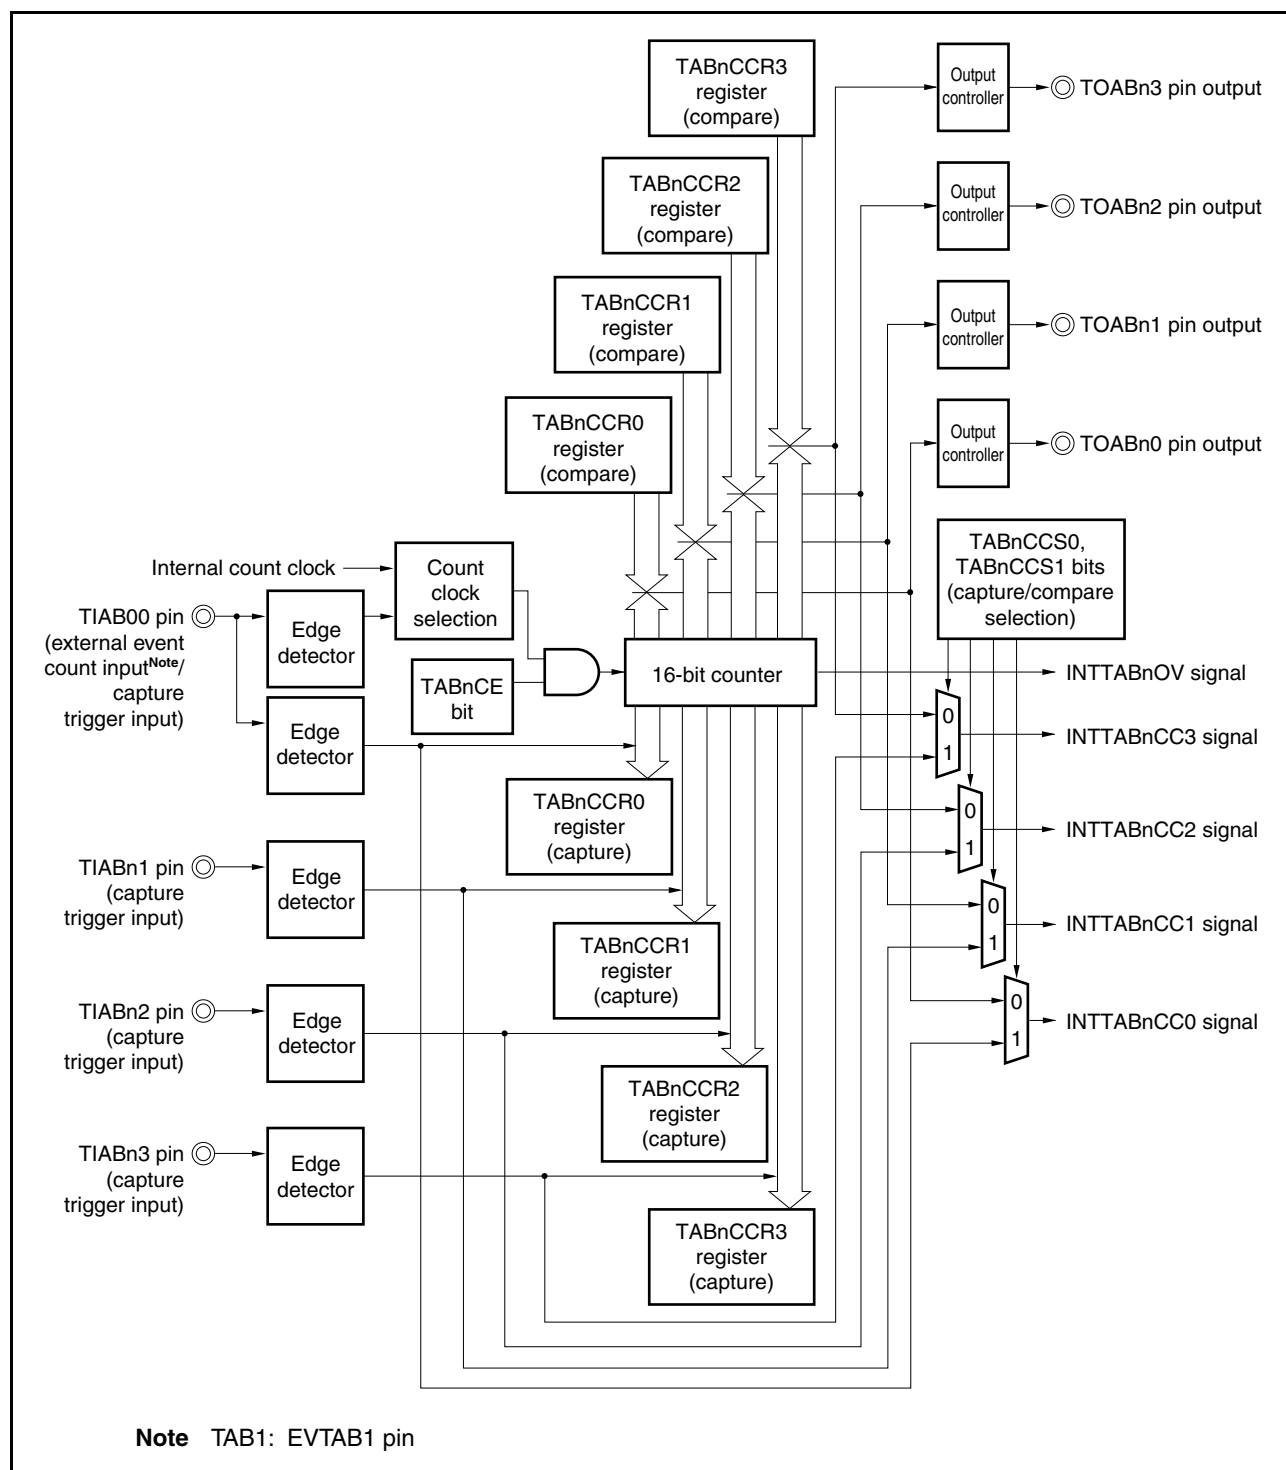 TABnCCR3
register
(compare)
Output
controller
TOABn3 pin output
TABnCCR2
register
(compare)
Output
controller
TOABn2 pin output
TABnCCR1
register
(compare)
Output
controller
TOABn1 pin output
TABnCCR0
register
(compare)
Output
controller
TOABn0 pin output
TABnCCS0,
TABnCCS1 bits
(capture/compare
selection)
Internal count clock
Count
clock
selection
TIAB00 pin
(external event
count inputNote/
capture
trigger input)
Edge
detector
TABnCE
bit
16-bit counter
INTTABnOV signal
Edge
detector
0
1
INTTABnCC3 signal
TABnCCR0
register
(capture)
0
1
INTTABnCC2 signal
TIABn1 pin
(capture
trigger input)
Edge
detector
0
1
INTTABnCC1 signal
TABnCCR1
register
(capture)
TIABn2 pin
(capture
trigger input)
Edge
detector
0
1
INTTABnCC0 signal
TABnCCR2
register
(capture)
TIABn3 pin
(capture
trigger input)
Edge
detector
TABnCCR3
register
(capture)
Note TAB1: EVTAB1 pin